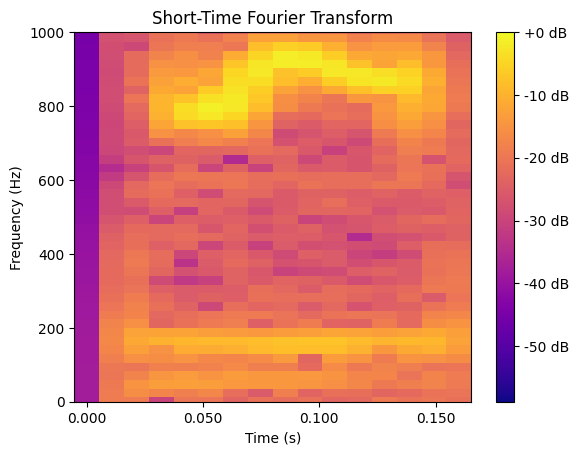 Short-Time Fourier Transform
1000
800
600
400
200
0
Frequency (Hz)
0.000
0.050
0.100
0.150
Time (s)
+0 dB
-10 dB
-20 dB
-30 dB
-40 dB
-50 dB